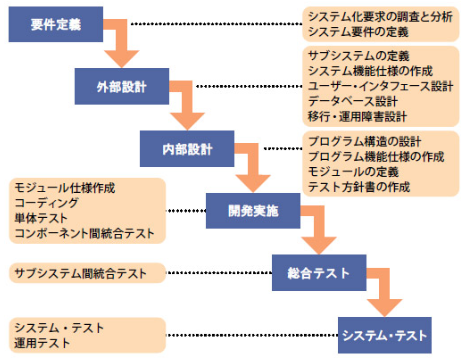 要件定義
システム化要求の調査と分析
システム要件の定義
外部設計
サブシステムの定義
システム機能仕様の作成
ユーザー・インタフェース設計
データベース設計
移行・運用障害設計
内部設計
プログラム構造の設計
プログラム機能仕様の作成
モジュールの定義
テスト方針書の作成
モジュール仕様作成
コーディング
単体テスト
コンポーネント間統合テスト
開発実施
サブシステム間統合テスト
総合テスト
システム・テスト
運用テスト
システム・テスト